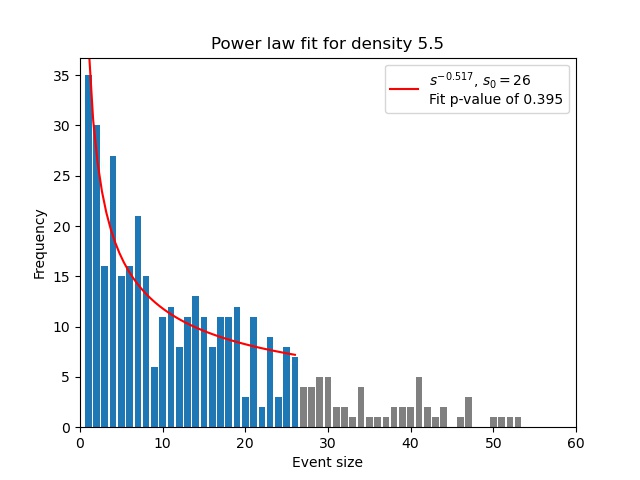 Power law fit for density 5.5
s^{-0.517}, s_0 = 26
Fit p-value of 0.395
Frequency
35
30
25
20
15
10
5
0
0 10 20 30 40 50 60
Event size